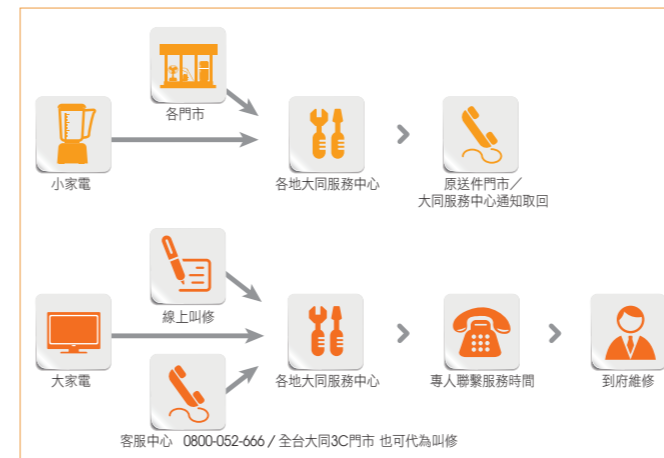 各門市
小家電
各地大同服務中心
原送件門市／
大同服務中心通知取回
線上叫修
大家電
各地大同服務中心
專人聯繫服務時間
到府維修
客服中心 0800-052-666 / 全台大同3C門市 也可代為叫修